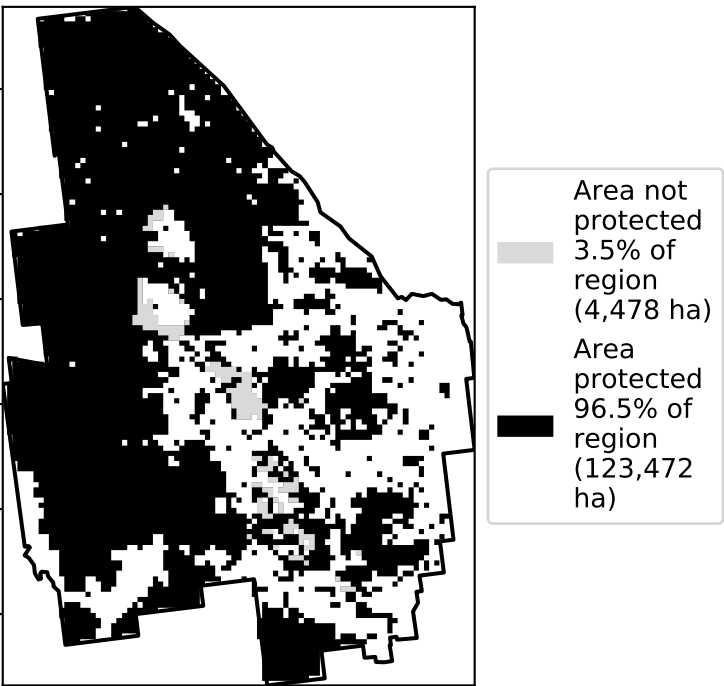 Area not
protected
3.5% of
region
(4,478 ha)
Area
protected
96.5% of
region
(123,472
ha)